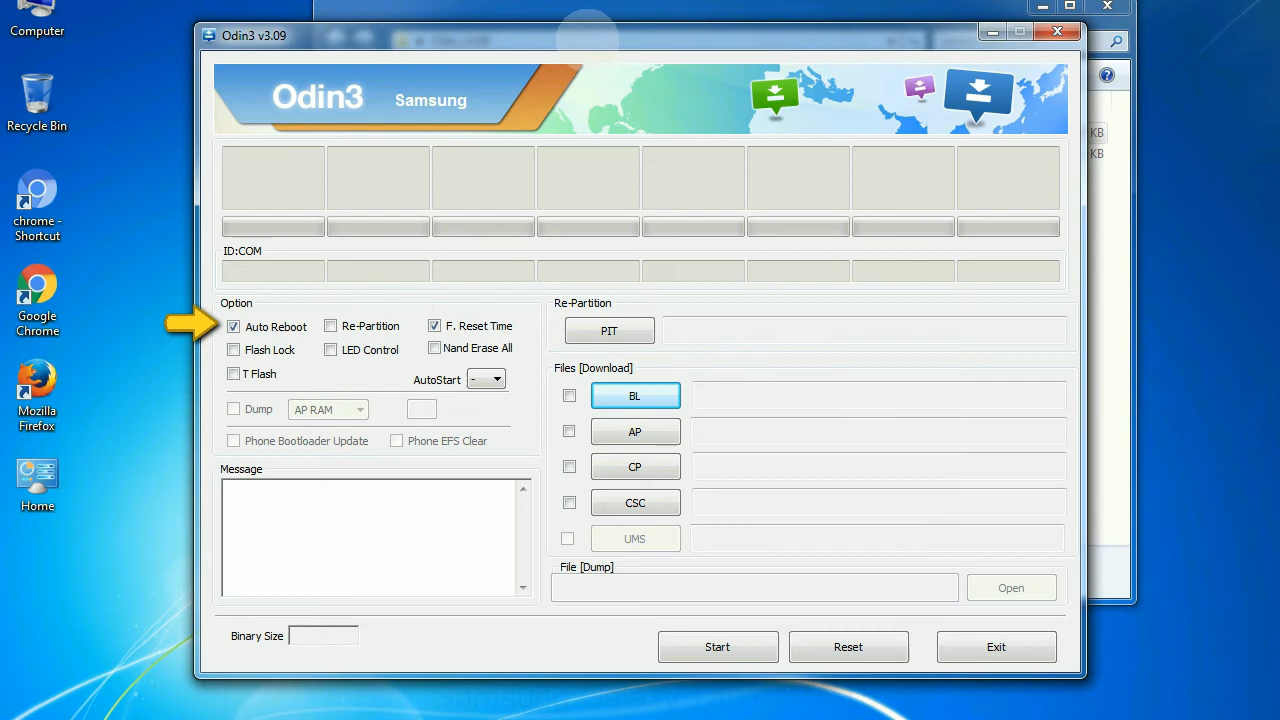 Computer
Recycle Bin
chrome -
Shortcut
Google
Chrome
Mozilla
Firefox
Home
Odin3 v3.09
Odin3 Samsung
KB
KB
ID:COM
Option
Auto Reboot Re-Partition F. Reset Time
Flash Lock LED Control Nand Erase All
T Flash
AutoStart -
Dump AP RAM
Phone Bootloader Update Phone EFS Clear
Message
Re-Partition
PIT
Files [Download]
BL
AP
CP
CSC
UMS
File [Dump]
Open
Binary Size
Start Reset Exit